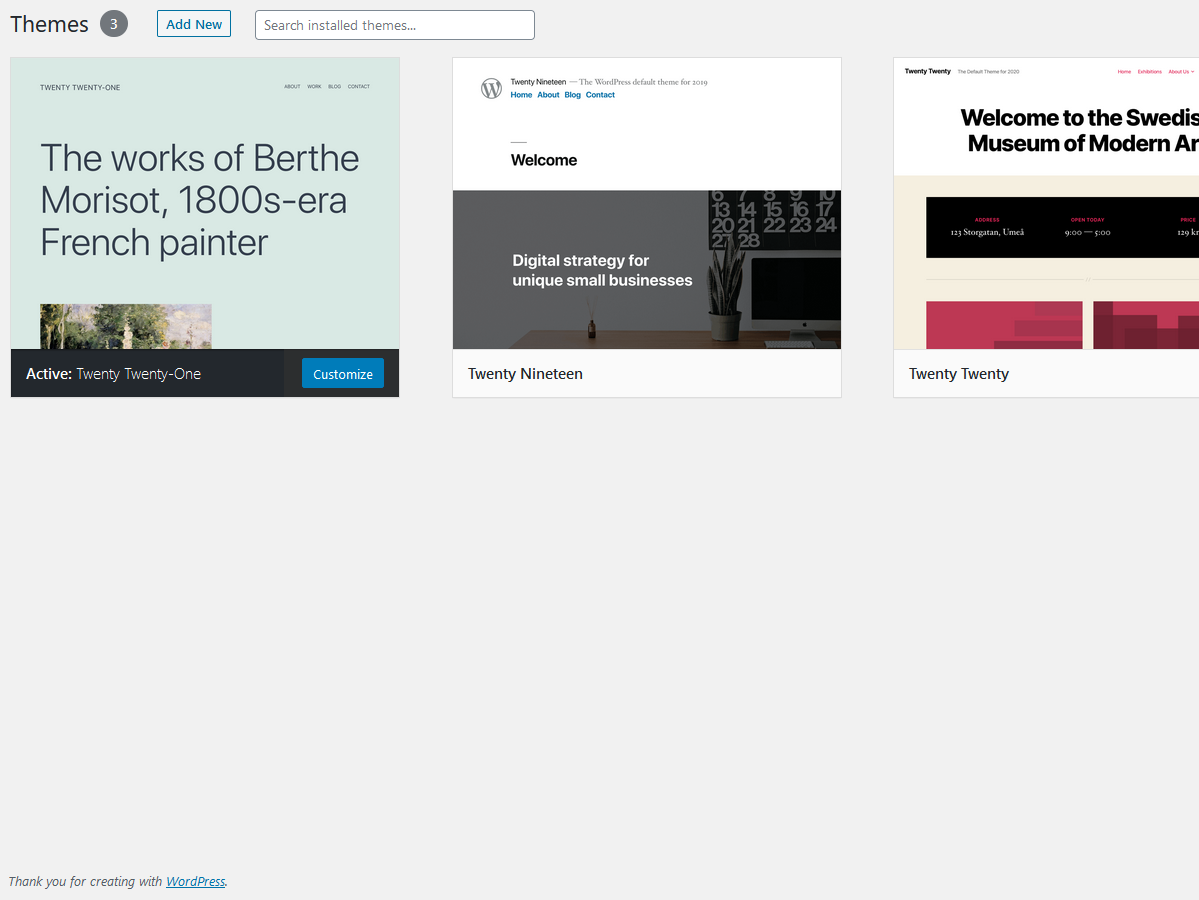 Themes 3 Add New Search installed themes...
TWENTY TWENTY-ONE ABOUT WORK BLOG CONTACT
The works of Berthe
Morisot, 1800s-era
French painter
Active: Twenty Twenty-One Customize
Twenty Nineteen — The WordPress default theme for 2019
Home About Blog Contact
Welcome
6 7 8 9 10
13 14 15 16 17
20 21 22 23 24
27 28
Digital strategy for
unique small businesses
Twenty Nineteen
Twenty Twenty The Default Theme for 2020 Home Exhibitions About Us
Welcome to the Swedis
Museum of Modern Ar
ADDRESS OPEN TODAY PRICE
123 Storgatan, Umeå 9:00 — 5:00 129 kr
Twenty Twenty
Thank you for creating with WordPress.